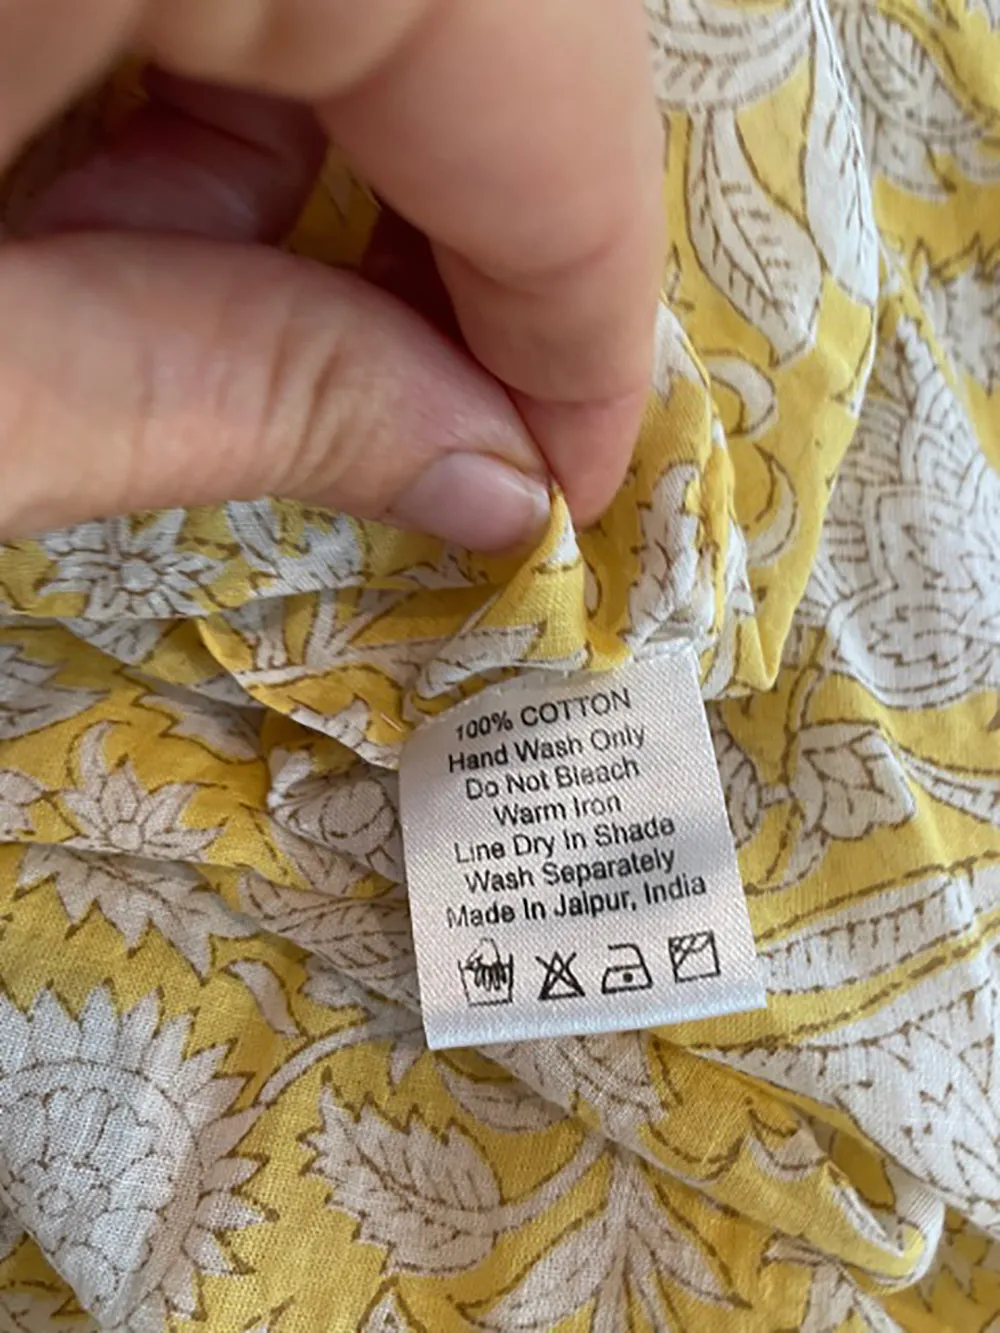 100% COTTON
Hand Wash Only
Do Not Bleach
Warm Iron
Line Dry In Shade
Wash Separately
Made In Jaipur, India